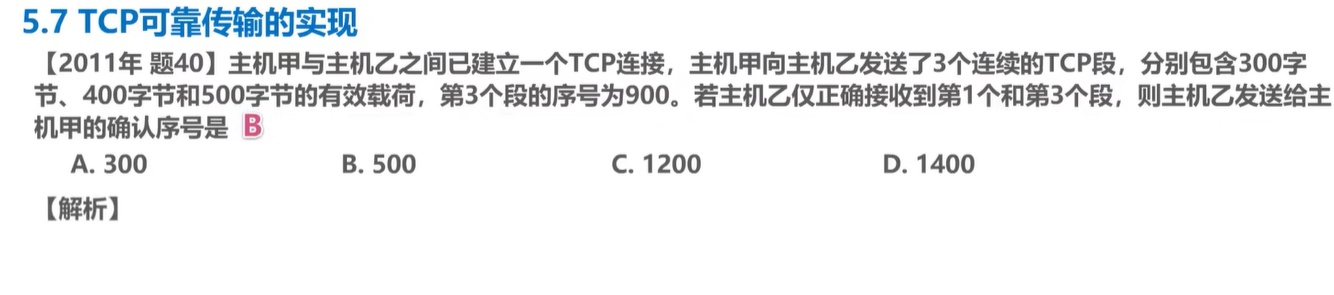 5.7 TCP可靠传输的实现
【2011年 题40】主机甲与主机乙之间已建立一个TCP连接，主机甲向主机乙发送了3个连续的TCP段，分别包含300字
节、400字节和500字节的有效载荷，第3个段的序号为900。若主机乙仅正确接收到第1个和第3个段，则主机乙发送给主
机甲的确认序号是 B
A. 300 B. 500 C. 1200 D. 1400
【解析】